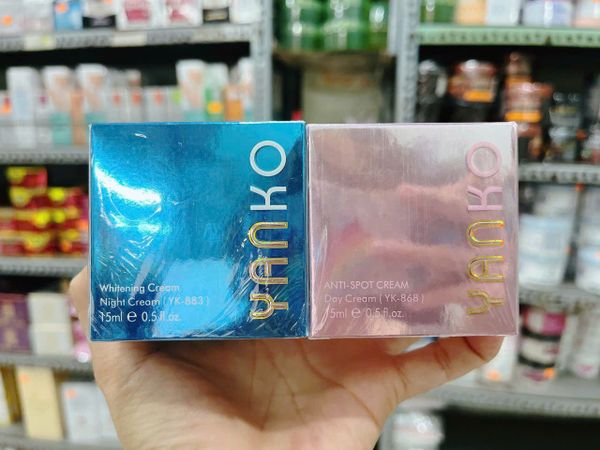 YANKO
Whitening Cream
Night Cream ( YK-883 )
15ml ℮ 0.5 fl.oz.
YANKO
ANTI-SPOT CREAM
Day Cream ( YK-868 )
15ml ℮ 0.5 fl.oz.